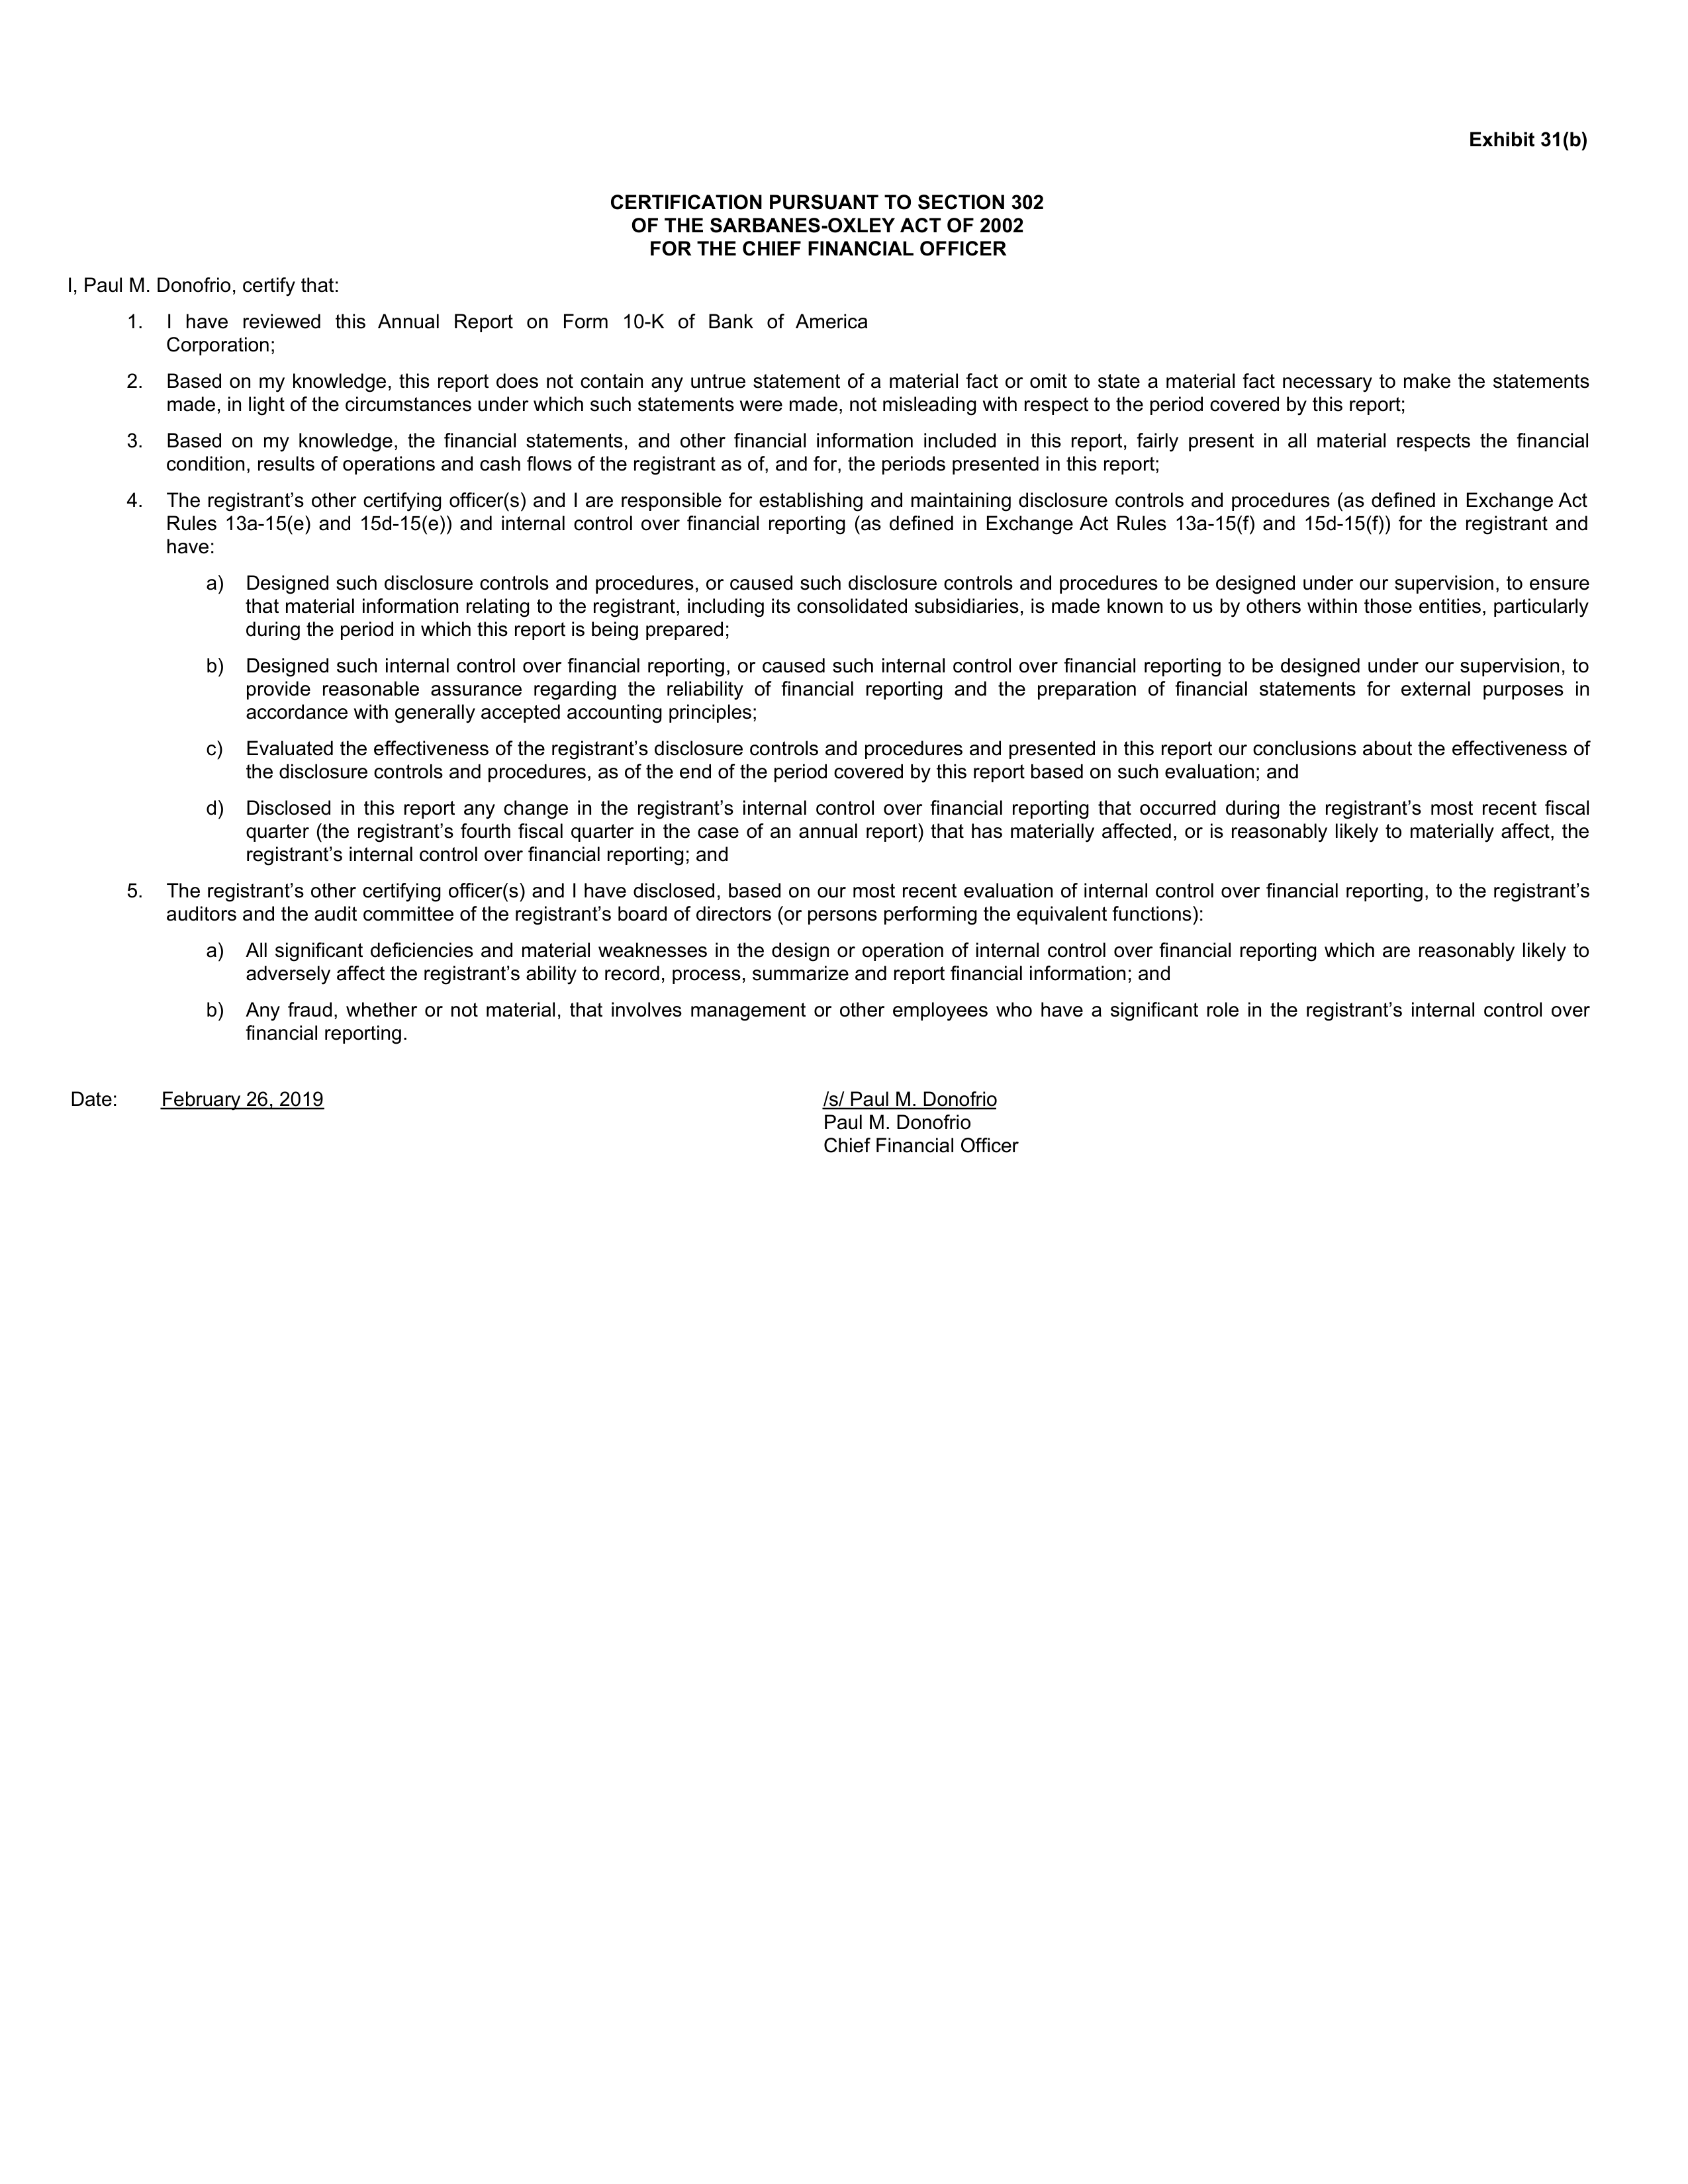 Exhibit 31(b)
CERTIFICATION PURSUANT TO SECTION 302
OF THE SARBANES-OXLEY ACT OF 2002
FOR THE CHIEF FINANCIAL OFFICER
I, Paul M. Donofrio, certify that:
1. I have reviewed this Annual Report on Form 10-K of Bank of America
Corporation;
2. Based on my knowledge, this report does not contain any untrue statement of a material fact or omit to state a material fact necessary to make the statements
made, in light of the circumstances under which such statements were made, not misleading with respect to the period covered by this report;
3. Based on my knowledge, the financial statements, and other financial information included in this report, fairly present in all material respects the financial
condition, results of operations and cash flows of the registrant as of, and for, the periods presented in this report;
4. The registrant’s other certifying officer(s) and I are responsible for establishing and maintaining disclosure controls and procedures (as defined in Exchange Act
Rules 13a-15(e) and 15d-15(e)) and internal control over financial reporting (as defined in Exchange Act Rules 13a-15(f) and 15d-15(f)) for the registrant and
have:
a) Designed such disclosure controls and procedures, or caused such disclosure controls and procedures to be designed under our supervision, to ensure
that material information relating to the registrant, including its consolidated subsidiaries, is made known to us by others within those entities, particularly
during the period in which this report is being prepared;
b) Designed such internal control over financial reporting, or caused such internal control over financial reporting to be designed under our supervision, to
provide reasonable assurance regarding the reliability of financial reporting and the preparation of financial statements for external purposes in
accordance with generally accepted accounting principles;
c) Evaluated the effectiveness of the registrant’s disclosure controls and procedures and presented in this report our conclusions about the effectiveness of
the disclosure controls and procedures, as of the end of the period covered by this report based on such evaluation; and
d) Disclosed in this report any change in the registrant’s internal control over financial reporting that occurred during the registrant’s most recent fiscal
quarter (the registrant’s fourth fiscal quarter in the case of an annual report) that has materially affected, or is reasonably likely to materially affect, the
registrant’s internal control over financial reporting; and
5. The registrant’s other certifying officer(s) and I have disclosed, based on our most recent evaluation of internal control over financial reporting, to the registrant’s
auditors and the audit committee of the registrant’s board of directors (or persons performing the equivalent functions):
a) All significant deficiencies and material weaknesses in the design or operation of internal control over financial reporting which are reasonably likely to
adversely affect the registrant’s ability to record, process, summarize and report financial information; and
b) Any fraud, whether or not material, that involves management or other employees who have a significant role in the registrant’s internal control over
financial reporting.
Date: February 26, 2019 /s/ Paul M. Donofrio
Paul M. Donofrio
Chief Financial Officer